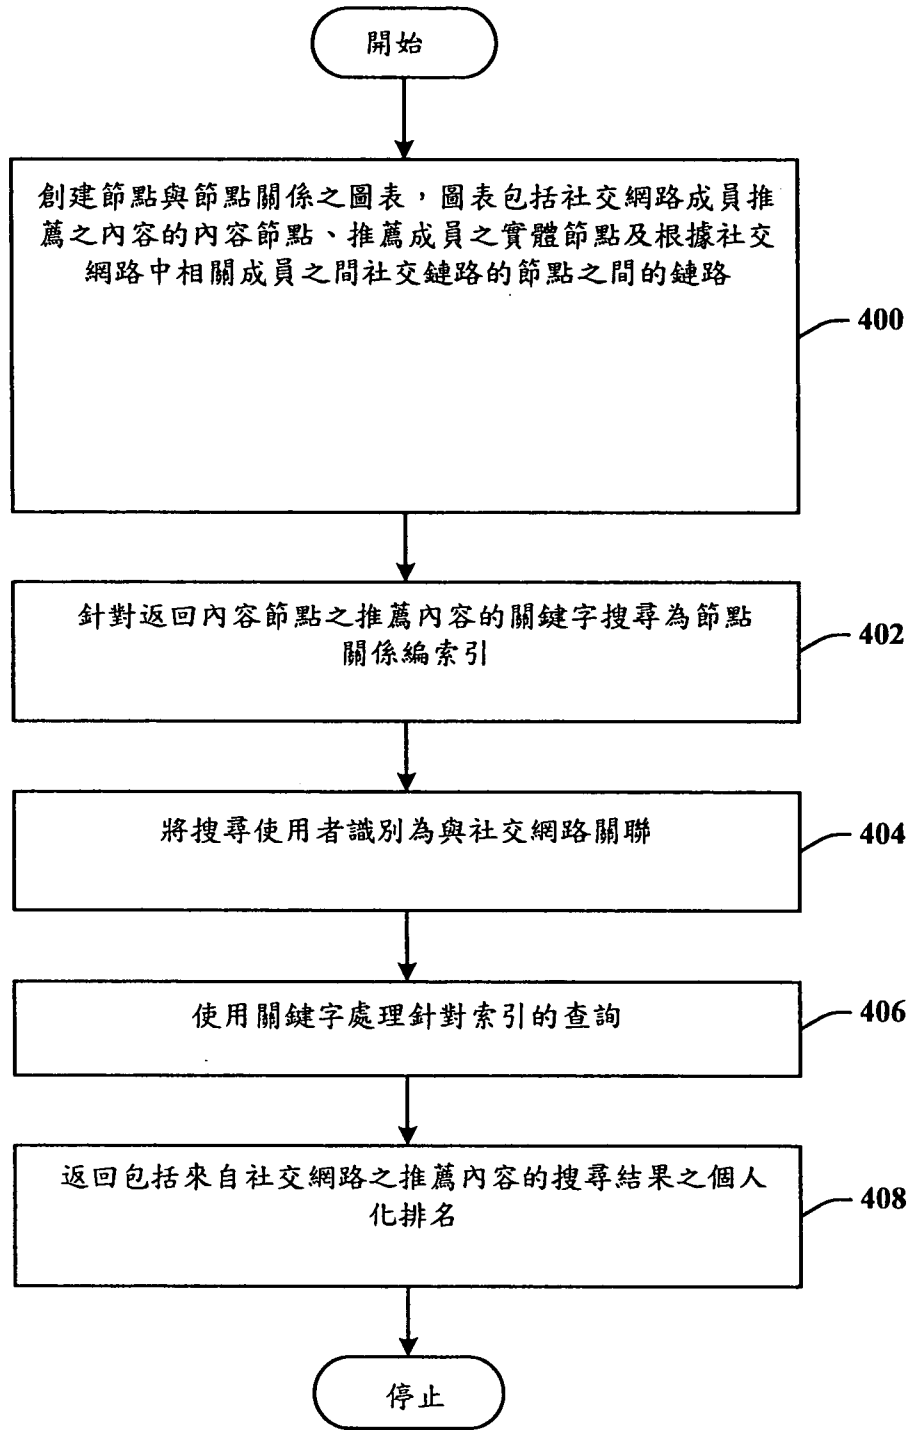 開始
創建節點與節點關係之圖表，圖表包括社交網路成員推
薦之內容的內容節點、推薦成員之實體節點及根據社交
網路中相關成員之間社交鏈路的節點之間的鏈路
400
針對返回內容節點之推薦內容的關鍵字搜尋為節點
關係編索引
402
將搜尋使用者識別為與社交網路關聯
404
使用關鍵字處理針對索引的查詢
406
返回包括來自社交網路之推薦內容的搜尋結果之個人
化排名
408
停止